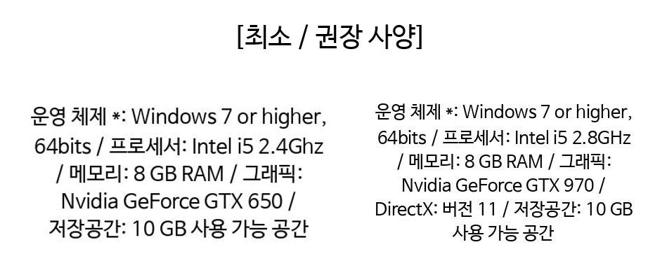 [최소 / 권장 사양]
운영 체제 *: Windows 7 or higher,
64bits / 프로세서: Intel i5 2.4Ghz
/ 메모리: 8 GB RAM / 그래픽:
Nvidia GeForce GTX 650 /
저장공간: 10 GB 사용 가능 공간
운영 체제 *: Windows 7 or higher,
64bits / 프로세서: Intel i5 2.8GHz
/ 메모리: 8 GB RAM / 그래픽:
Nvidia GeForce GTX 970 /
DirectX: 버전 11 / 저장공간: 10 GB
사용 가능 공간